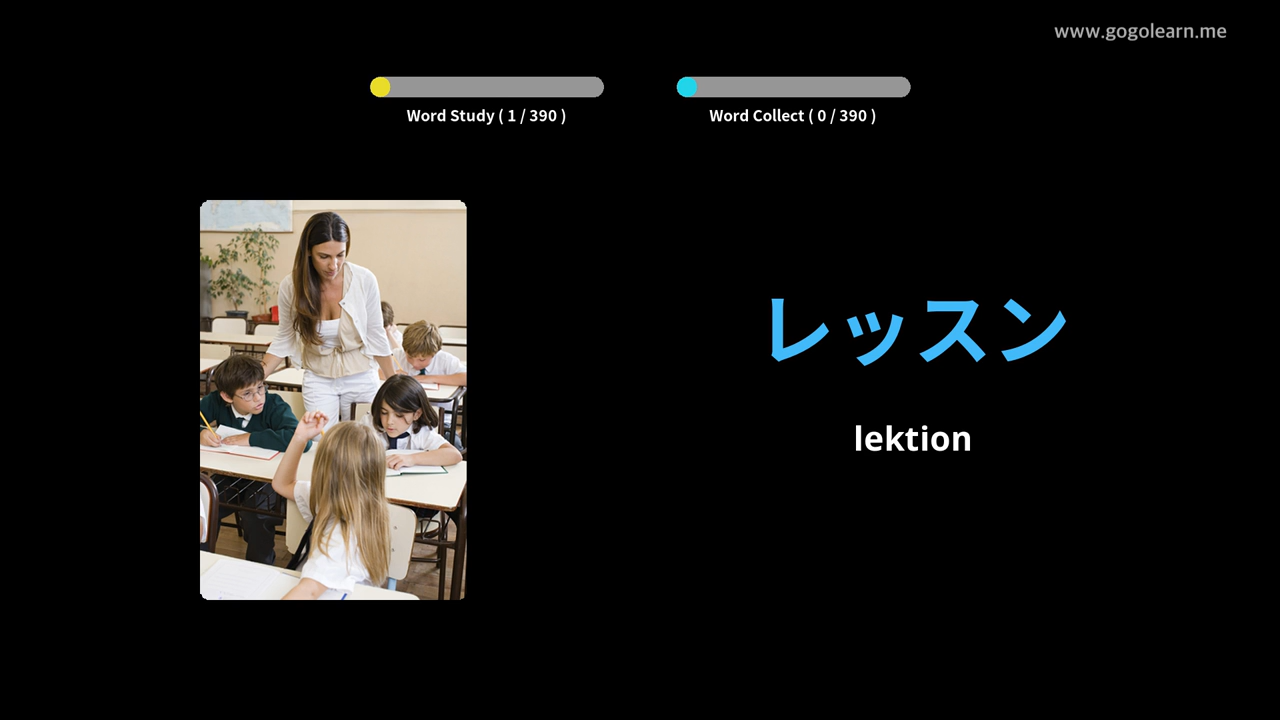 www.gogolearn.me
Word Study ( 1 / 390 )
Word Collect ( 0 / 390 )
レッスン
lektion